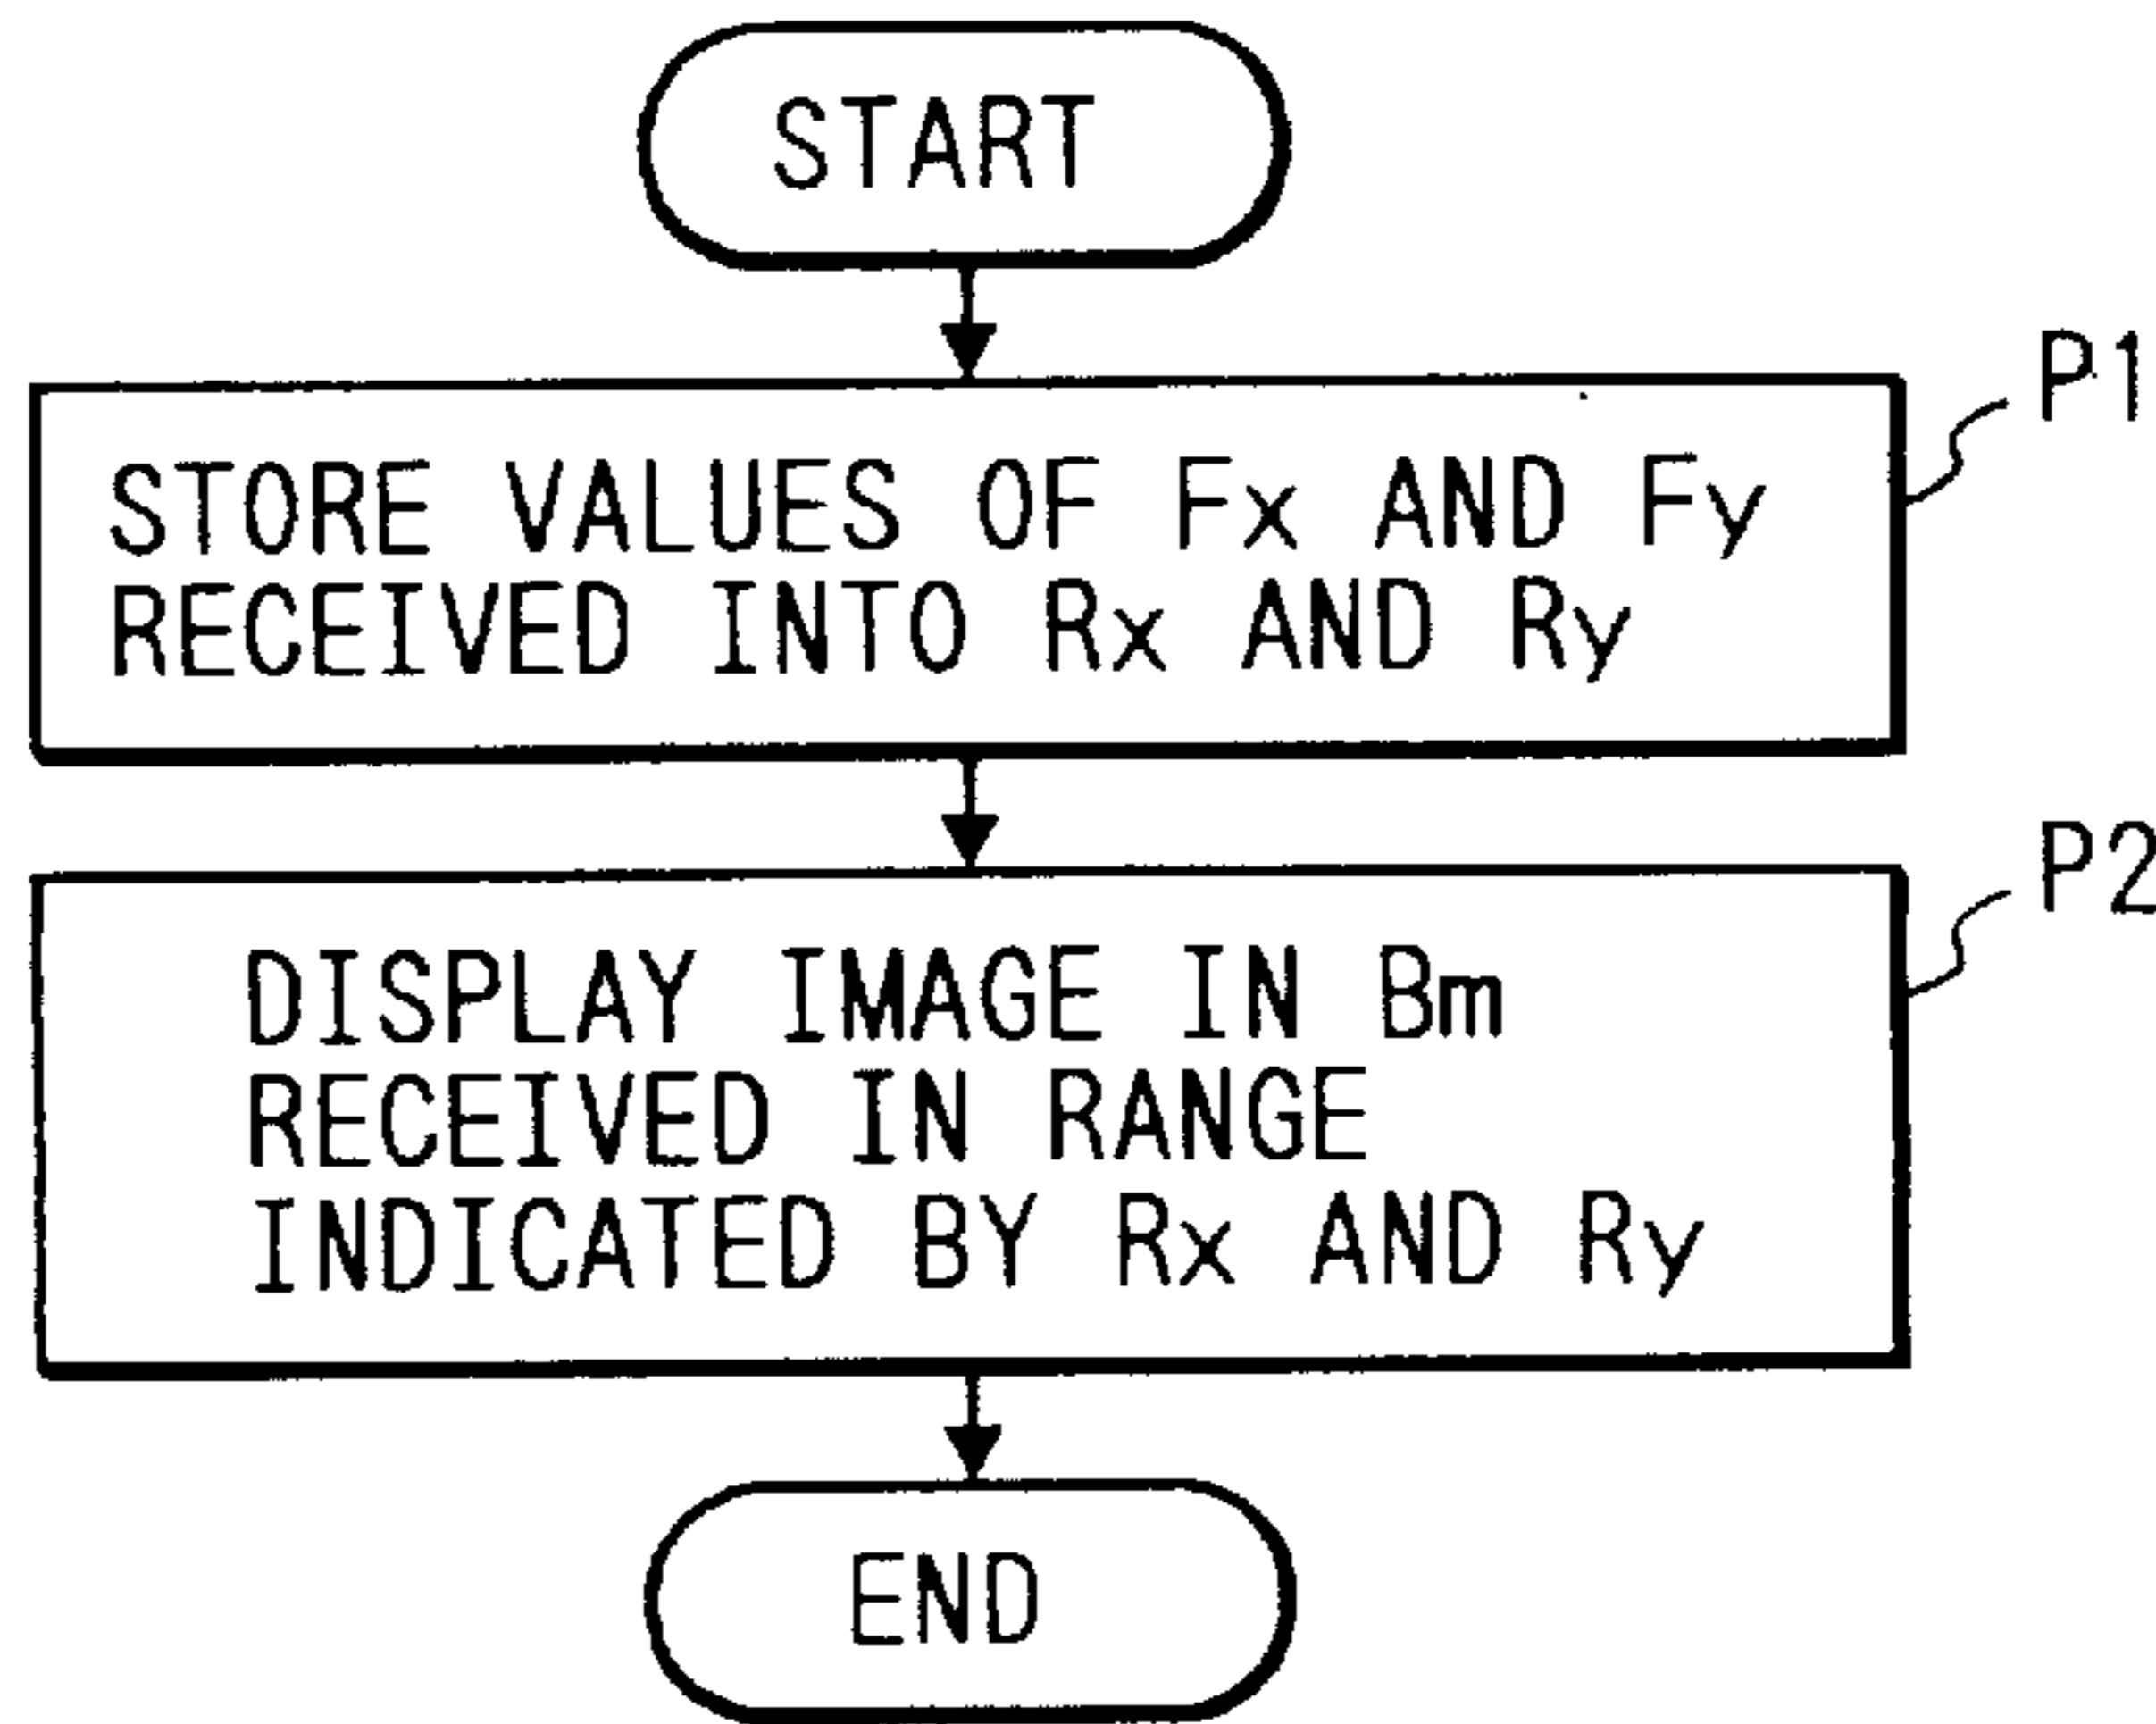 START
P1
STORE VALUES OF Fx AND Fy
RECEIVED INTO Rx AND Ry
P2
DISPLAY IMAGE IN Bm
RECEIVED IN RANGE
INDICATED BY Rx AND Ry
END